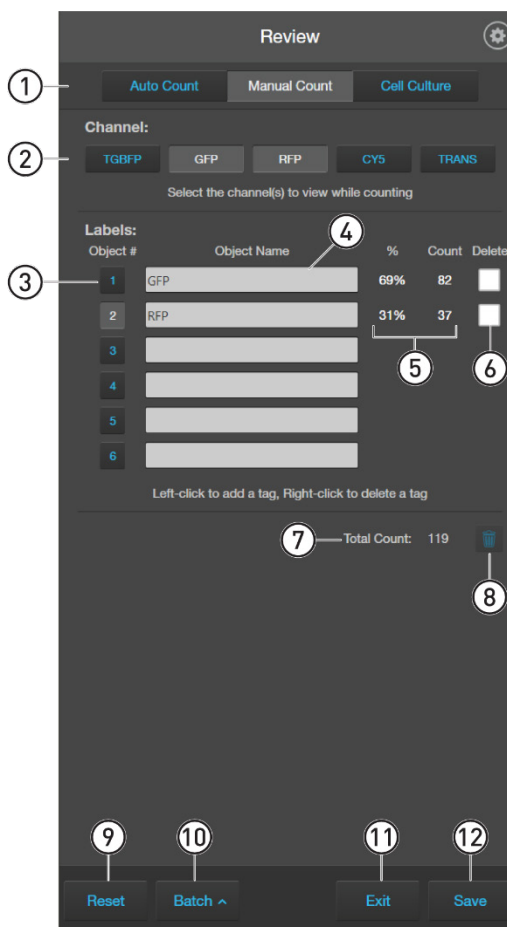 Review
1 Auto Count Manual Count Cell Culture
Channel:
2 TGBFP GFP RFP CY5 TRANS
Select the channel(s) to view while counting
Labels:
4
Object # Object Name % Count Delete
3 1 GFP 69% 82
2 RFP 31% 37
3
5 6
4
5
6
Left-click to add a tag, Right-click to delete a tag
7 Total Count: 119
8
9 10 11 12
Reset Batch ^ Exit Save